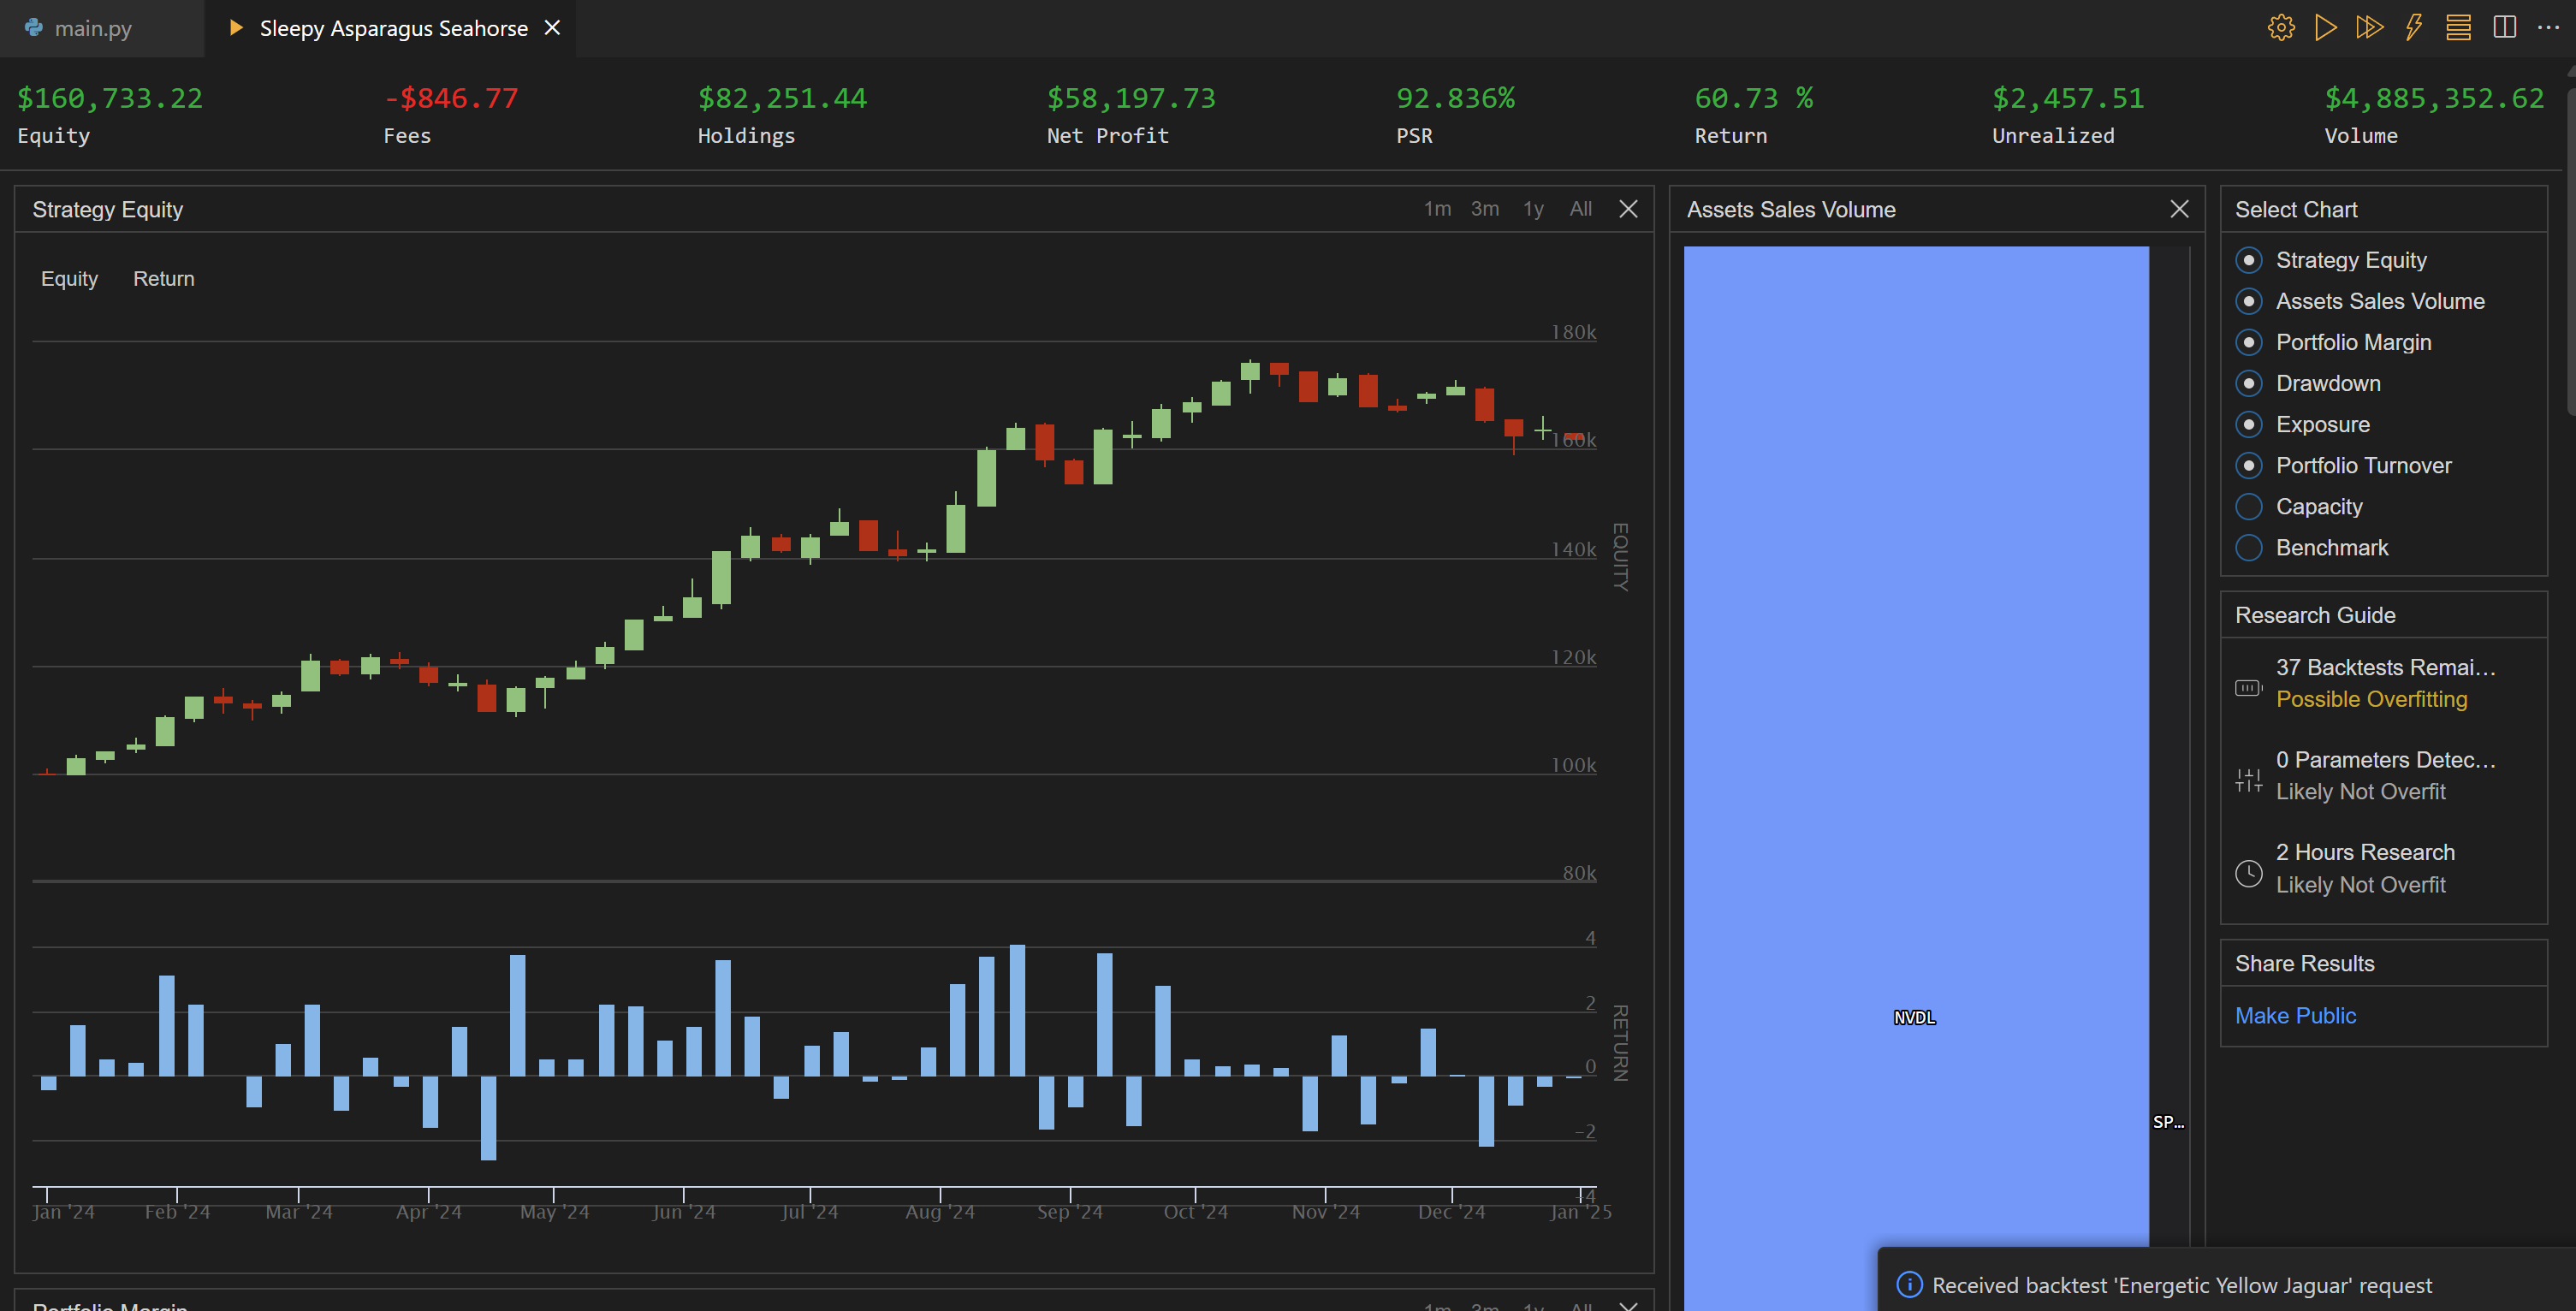 main.py
Sleepy Asparagus Seahorse
$160,733.22
Equity
-$846.77
Fees
$82,251.44
Holdings
$58,197.73
Net Profit
92.836%
PSR
60.73 %
Return
$2,457.51
Unrealized
$4,885,352.62
Volume
Strategy Equity
1m 3m 1y All
Equity Return
180k
160k
140k
120k
100k
80k
EQUITY
4
2
0
-2
-4
RETURN
Jan '24 Feb '24 Mar '24 Apr '24 May '24 Jun '24 Jul '24 Aug '24 Sep '24 Oct '24 Nov '24 Dec '24 Jan '25
Portfolio Margin
1m 3m 1y All
Assets Sales Volume
NVDL
SP...
Select Chart
Strategy Equity
Assets Sales Volume
Portfolio Margin
Drawdown
Exposure
Portfolio Turnover
Capacity
Benchmark
Research Guide
37 Backtests Remai...
Possible Overfitting
0 Parameters Detec...
Likely Not Overfit
2 Hours Research
Likely Not Overfit
Share Results
Make Public
Received backtest 'Energetic Yellow Jaguar' request